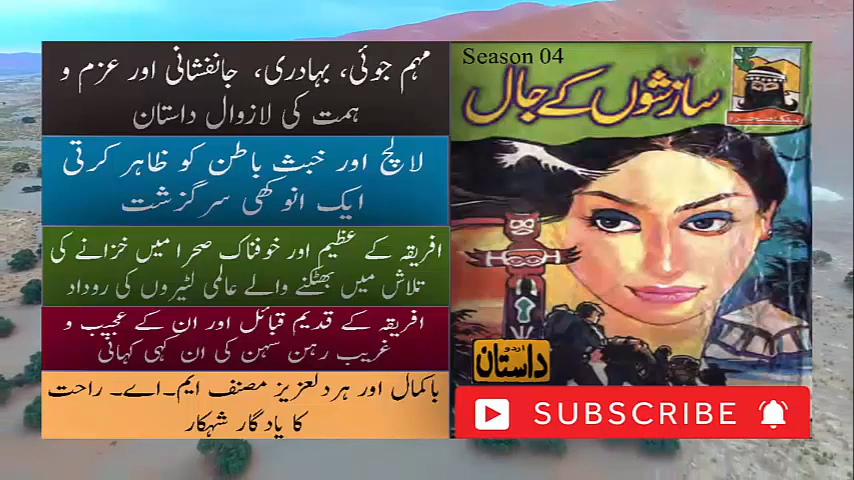 مہم جوئی، بہادری، جانفشانی اور عزم و
ہمت کی لازوال داستان
لالچ اور خبث باطن کو ظاہر کرتی
ایک انوکھی سرگزشت
افریقہ کے عظیم اور خوفناک صحرا میں خزانے کی
تلاش میں بھٹکنے والے عالمی لٹیروں کی روداد
افریقہ کے قدیم قبائل اور ان کے عجیب و
غریب رہن سہن کی ان کہی کہانی
باکمال اور ہردلعزیز مصنف ایم۔اے۔ راحت
کا یادگار شہکار
Season 04
سازشوں کے جال
اردو
داستان
SUBSCRIBE